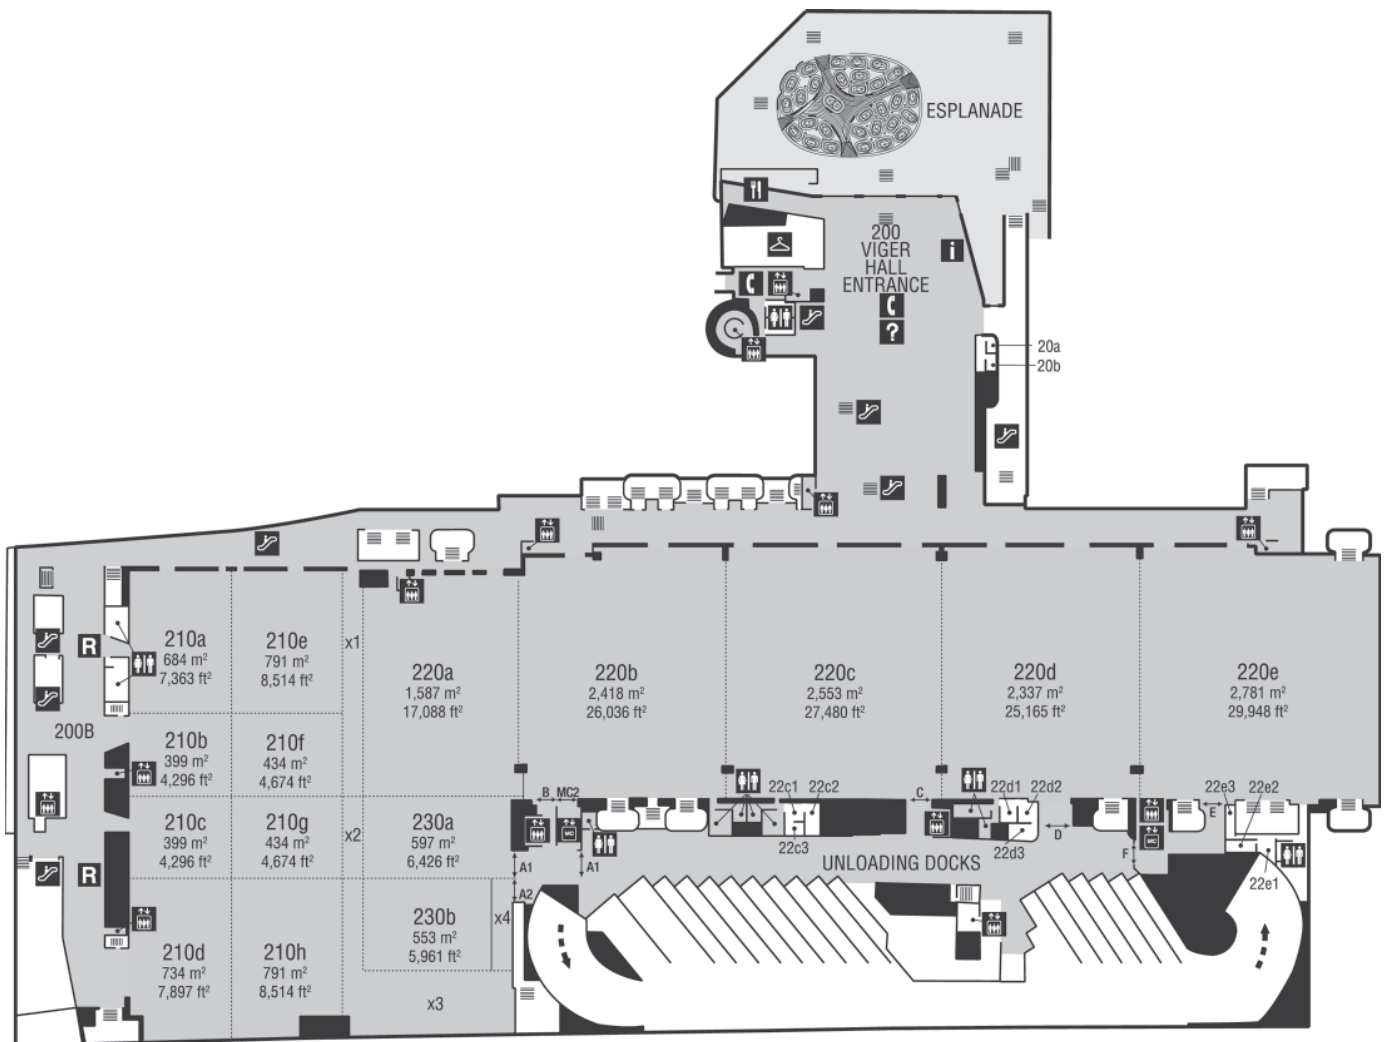 ESPLANADE
200
VIGER
HALL
ENTRANCE
i
?
20a
20b
R
210a
684 m²
7,363 ft²
210e
791 m²
8,514 ft²
x1
220a
1,587 m²
17,088 ft²
220b
2,418 m²
26,036 ft²
220c
2,553 m²
27,480 ft²
220d
2,337 m²
25,165 ft²
220e
2,781 m²
29,948 ft²
200B
210b
399 m²
4,296 ft²
210f
434 m²
4,674 ft²
B
MC2
22c1
22c2
C
22d1
22d2
22e3
E
22e2
210c
399 m²
4,296 ft²
210g
434 m²
4,674 ft²
x2
230a
597 m²
6,426 ft²
MC
22c3
22d3
D
F
MC
R
A1
A1
UNLOADING DOCKS
22e1
A2
230b
553 m²
5,961 ft²
x4
210d
734 m²
7,897 ft²
210h
791 m²
8,514 ft²
x3